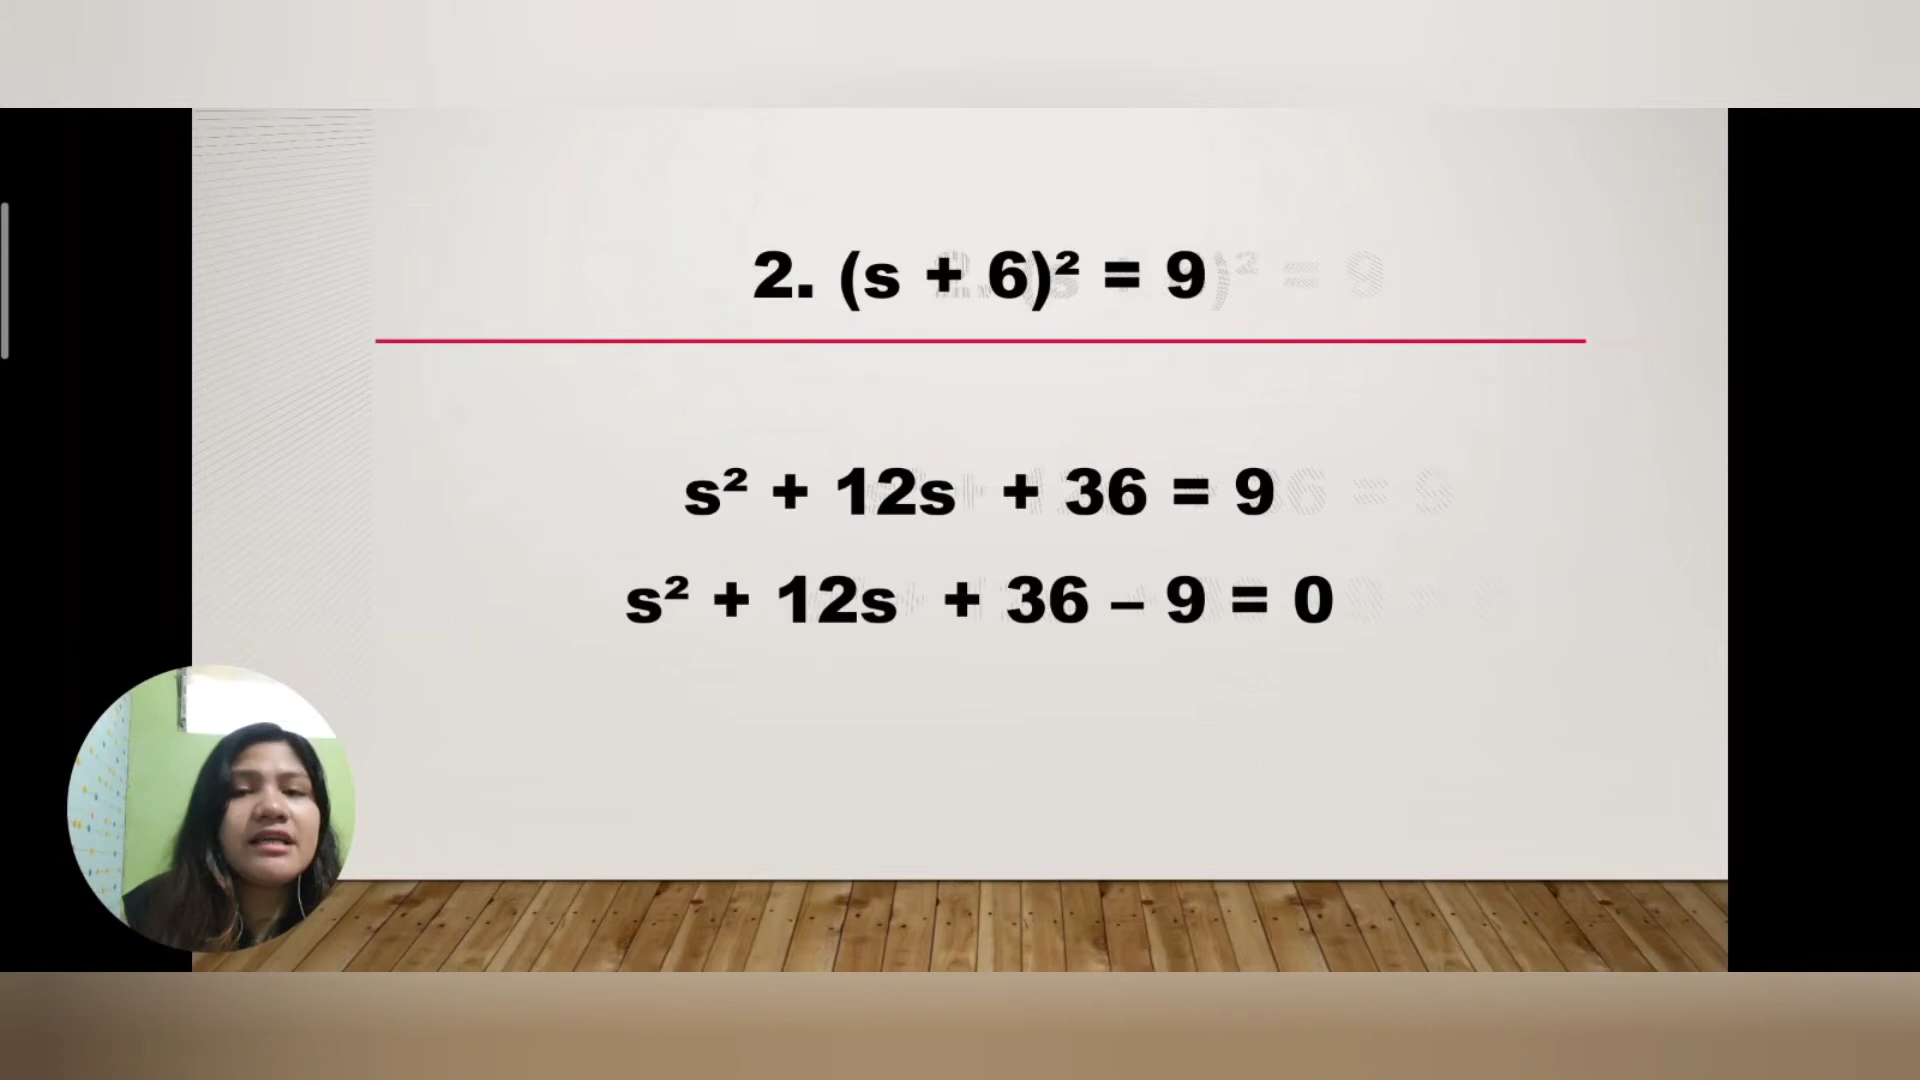 2. (s + 6)² = 9
s² + 12s + 36 = 9
s² + 12s + 36 – 9 = 0